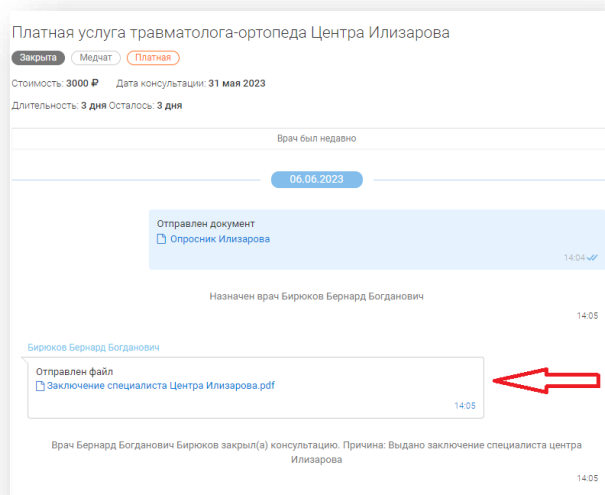 Платная услуга травматолога-ортопеда Центра Илизарова
Закрыта Медчат Платная
Стоимость: 3000 ₽ Дата консультации: 31 мая 2023
Длительность: 3 дня Осталось: 3 дня
Врач был недавно
06.06.2023
Отправлен документ
Опросник Илизарова
14:04
Назначен врач Бирюков Бернард Богданович
14:05
Бирюков Бернард Богданович
Отправлен файл
Заключение специалиста Центра Илизарова.pdf
14:05
Врач Бернард Богданович Бирюков закрыл(а) консультацию. Причина: Выдано заключение специалиста центра
Илизарова
14:05